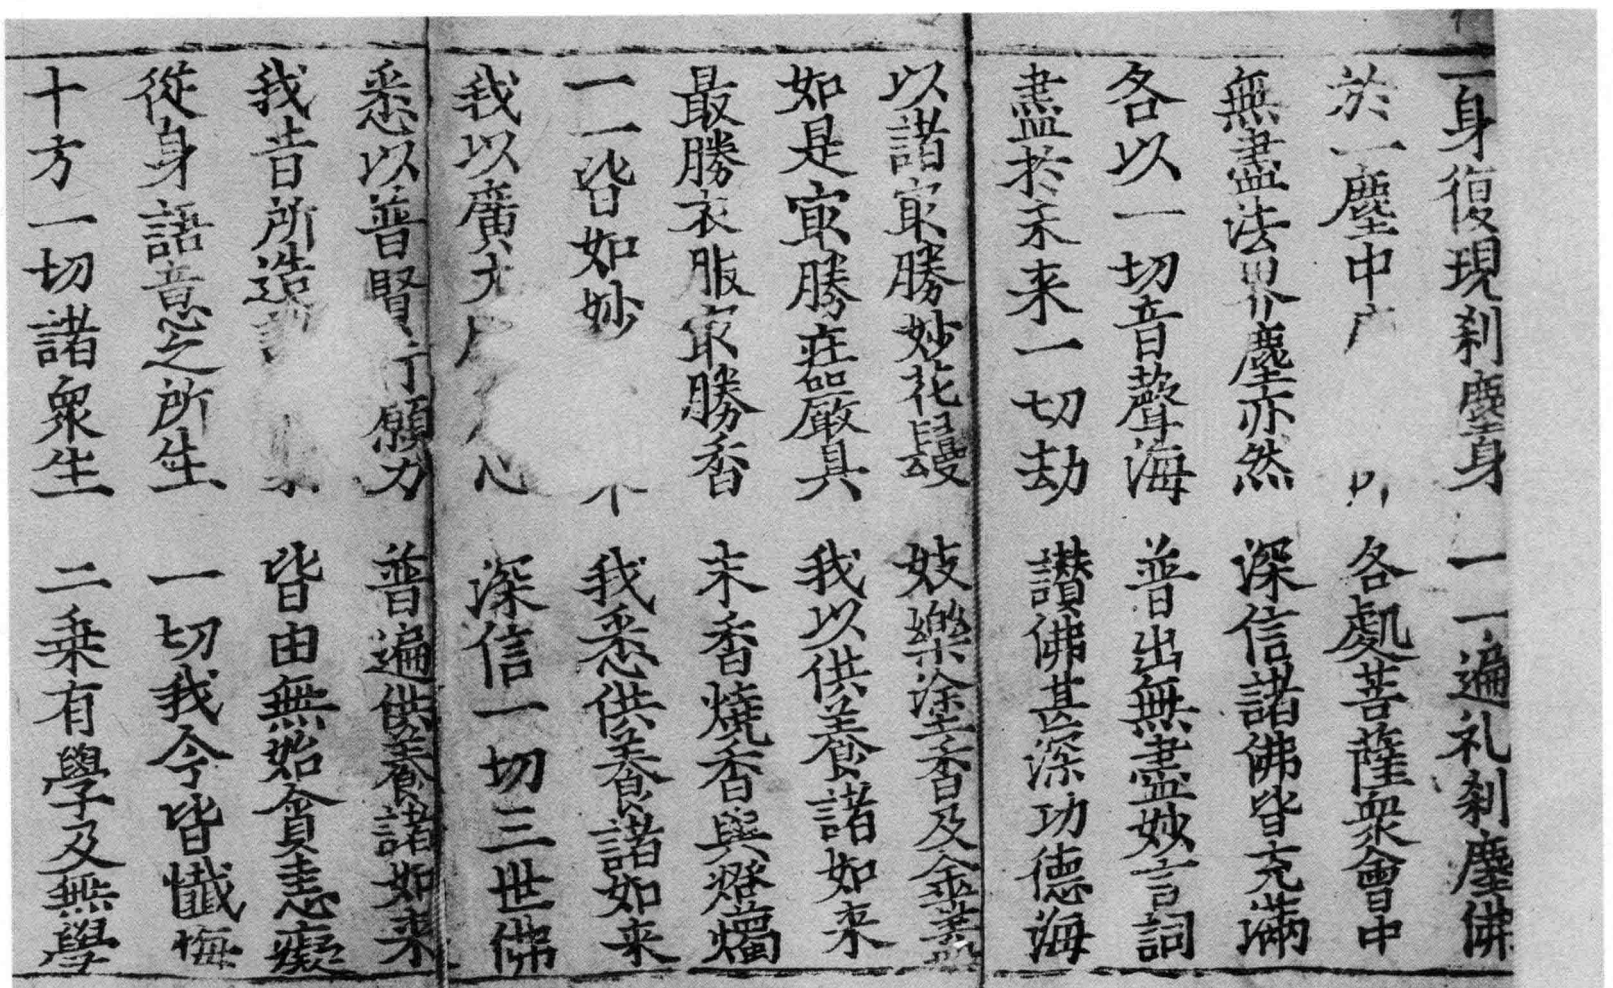 一身復現刹塵身　一一遍礼刹塵佛
於一塵中　各處菩薩衆會中
無盡法界塵亦然　深信諸佛皆充滿
各以一切音聲海　普出無盡妙言詞
盡於未来一切劫　讃佛甚深功德海
以諸冣勝妙花鬘　妓樂塗香及傘盖
如是冣勝莊嚴具　我以供養諸如来
最勝衣服冣勝香　末香燒香與燈燭
一一皆如妙　我悉供養諸如来
我以廣大　心　深信一切三世佛
悉以普賢行願力　普遍供養諸如来
我昔所造　皆由無始貪恚癡
從身語意之所生　一切我今皆懺悔
十方一切諸衆生　二乗有學及無學